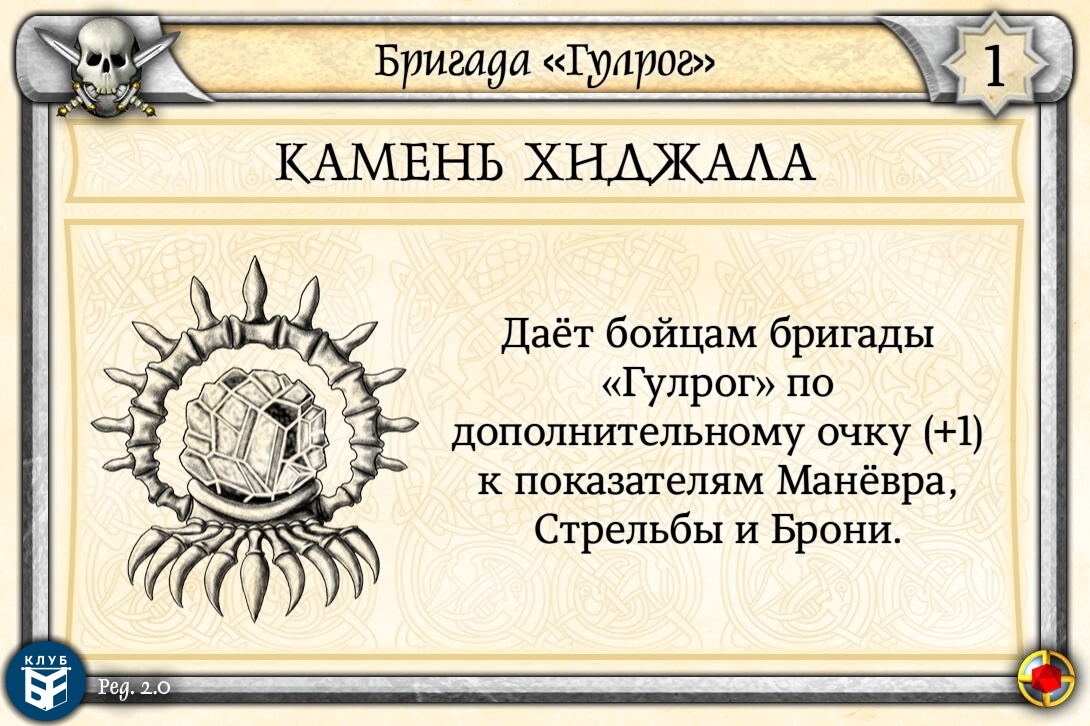 Бригада «Гулрог»
1
КАМЕНЬ ХИДЖАЛА
Даёт бойцам бригады
«Гулрог» по
дополнительному очку (+1)
к показателям Манёвра,
Стрельбы и Брони.
КЛУБ
Ред. 2.0